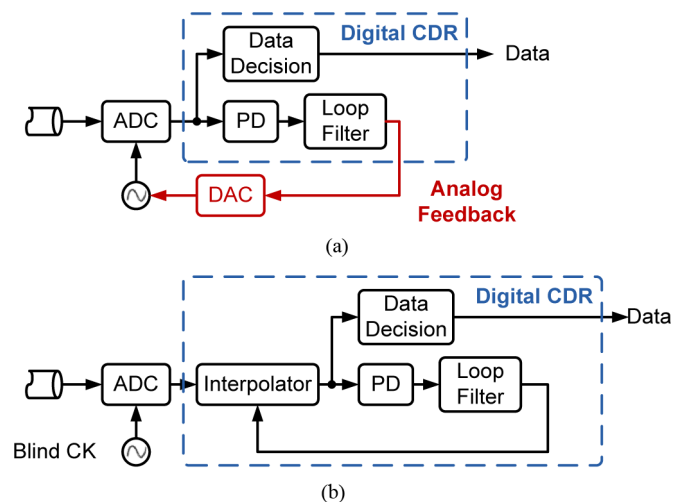 Digital CDR
Data
Decision
Data
ADC
PD
Loop
Filter
DAC
Analog
Feedback
(a)
Digital CDR
Data
Decision
Data
ADC
Interpolator
PD
Loop
Filter
Blind CK
(b)